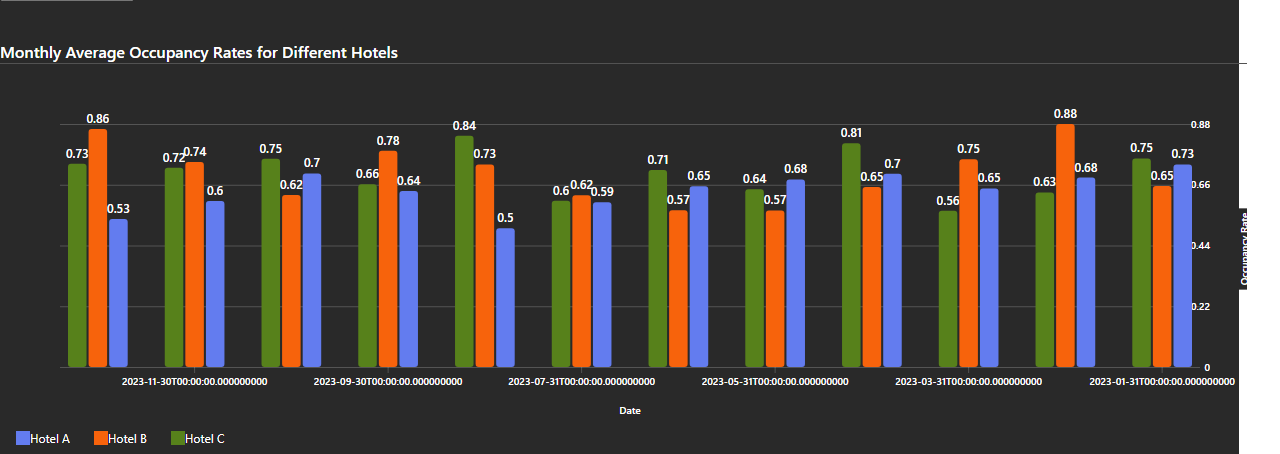 Monthly Average Occupancy Rates for Different Hotels
0.73 0.86 0.53 0.72 0.74 0.6 0.75 0.62 0.7 0.66 0.78 0.64 0.84 0.73 0.5 0.6 0.62 0.59 0.71 0.57 0.65 0.64 0.57 0.68 0.81 0.65 0.7 0.56 0.75 0.65 0.63 0.88 0.68 0.75 0.65 0.73
0.88
0.66
0.44
0.22
0
Occupancy Rate
2023-11-30T00:00:00.000000000 2023-09-30T00:00:00.000000000 2023-07-31T00:00:00.000000000 2023-05-31T00:00:00.000000000 2023-03-31T00:00:00.000000000 2023-01-31T00:00:00.000000000
Date
Hotel A Hotel B Hotel C